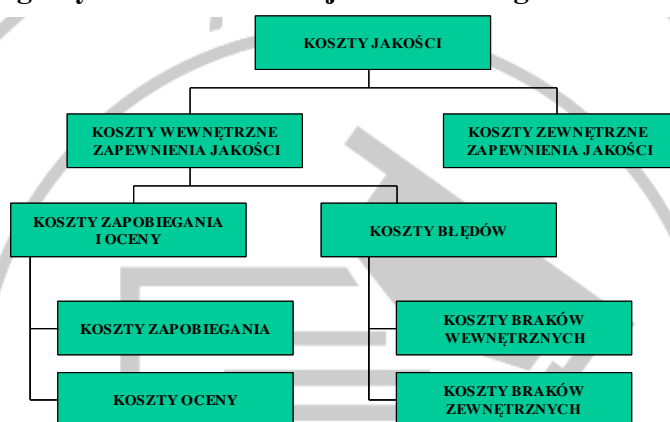 KOSZTY JAKOŚCI
KOSZTY WEWNĘTRZNE
ZAPEWNIENIA JAKOŚCI
KOSZTY ZEWNĘTRZNE
ZAPEWNIENIA JAKOŚCI
KOSZTY ZAPOBIEGANIA
I OCENY
KOSZTY BŁĘDÓW
KOSZTY ZAPOBIEGANIA
KOSZTY BRAKÓW
WEWNĘTRZNYCH
KOSZTY OCENY
KOSZTY BRAKÓW
ZEWNĘTRZNYCH